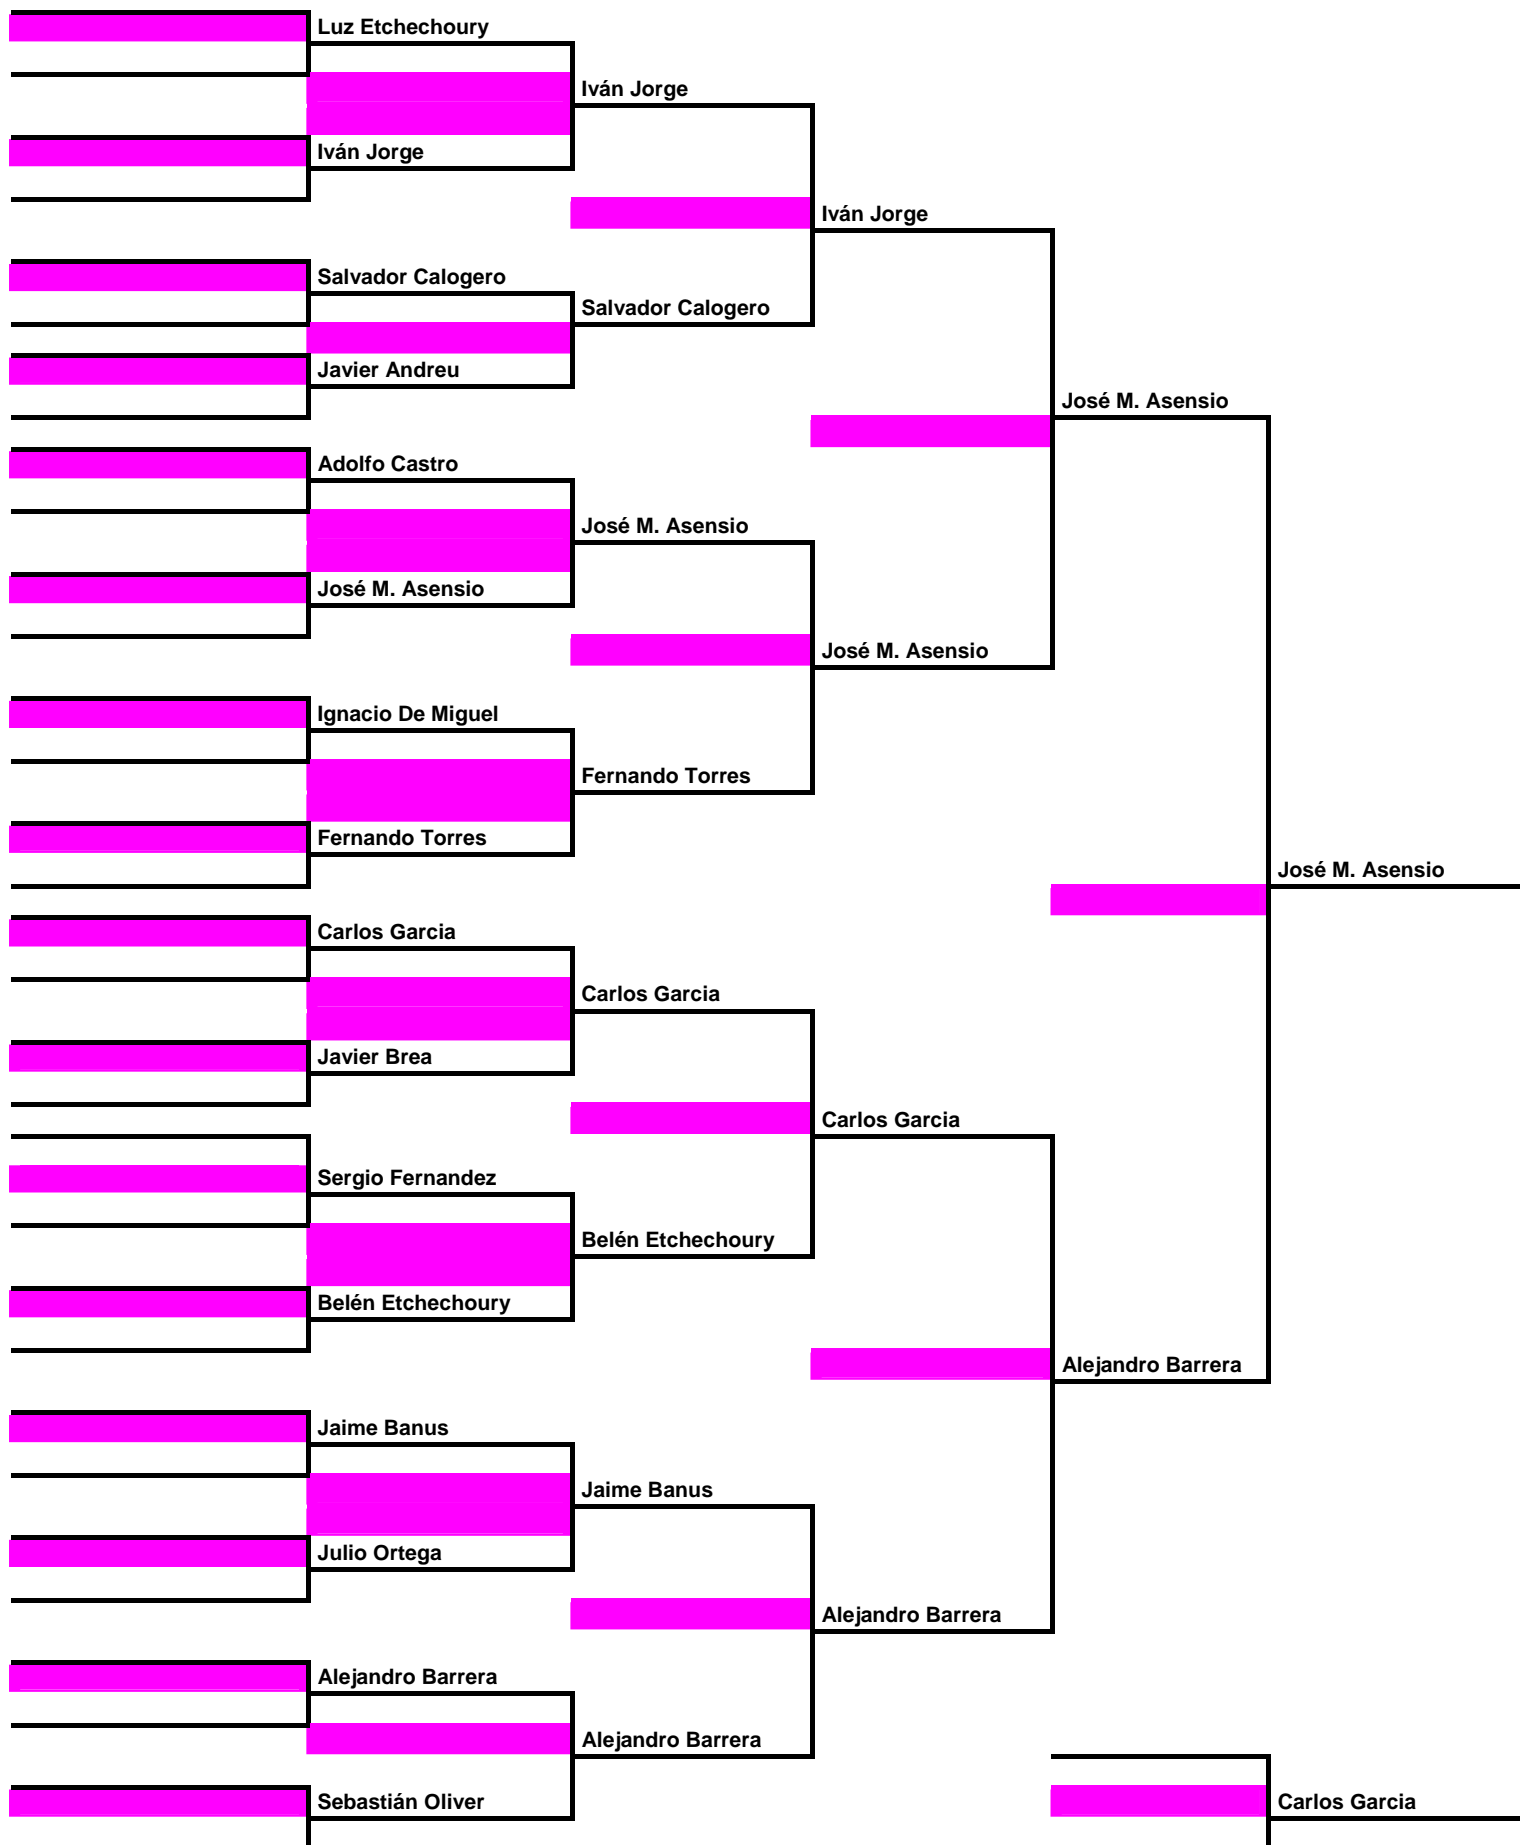 Luz Etchechoury
Iván Jorge
Iván Jorge
Iván Jorge
Salvador Calogero
Salvador Calogero
Javier Andreu
José M. Asensio
Adolfo Castro
José M. Asensio
José M. Asensio
José M. Asensio
Ignacio De Miguel
Fernando Torres
Fernando Torres
José M. Asensio
Carlos Garcia
Carlos Garcia
Javier Brea
Carlos Garcia
Sergio Fernandez
Belén Etchechoury
Belén Etchechoury
Alejandro Barrera
Jaime Banus
Jaime Banus
Julio Ortega
Alejandro Barrera
Alejandro Barrera
Alejandro Barrera
Sebastián Oliver
Carlos Garcia